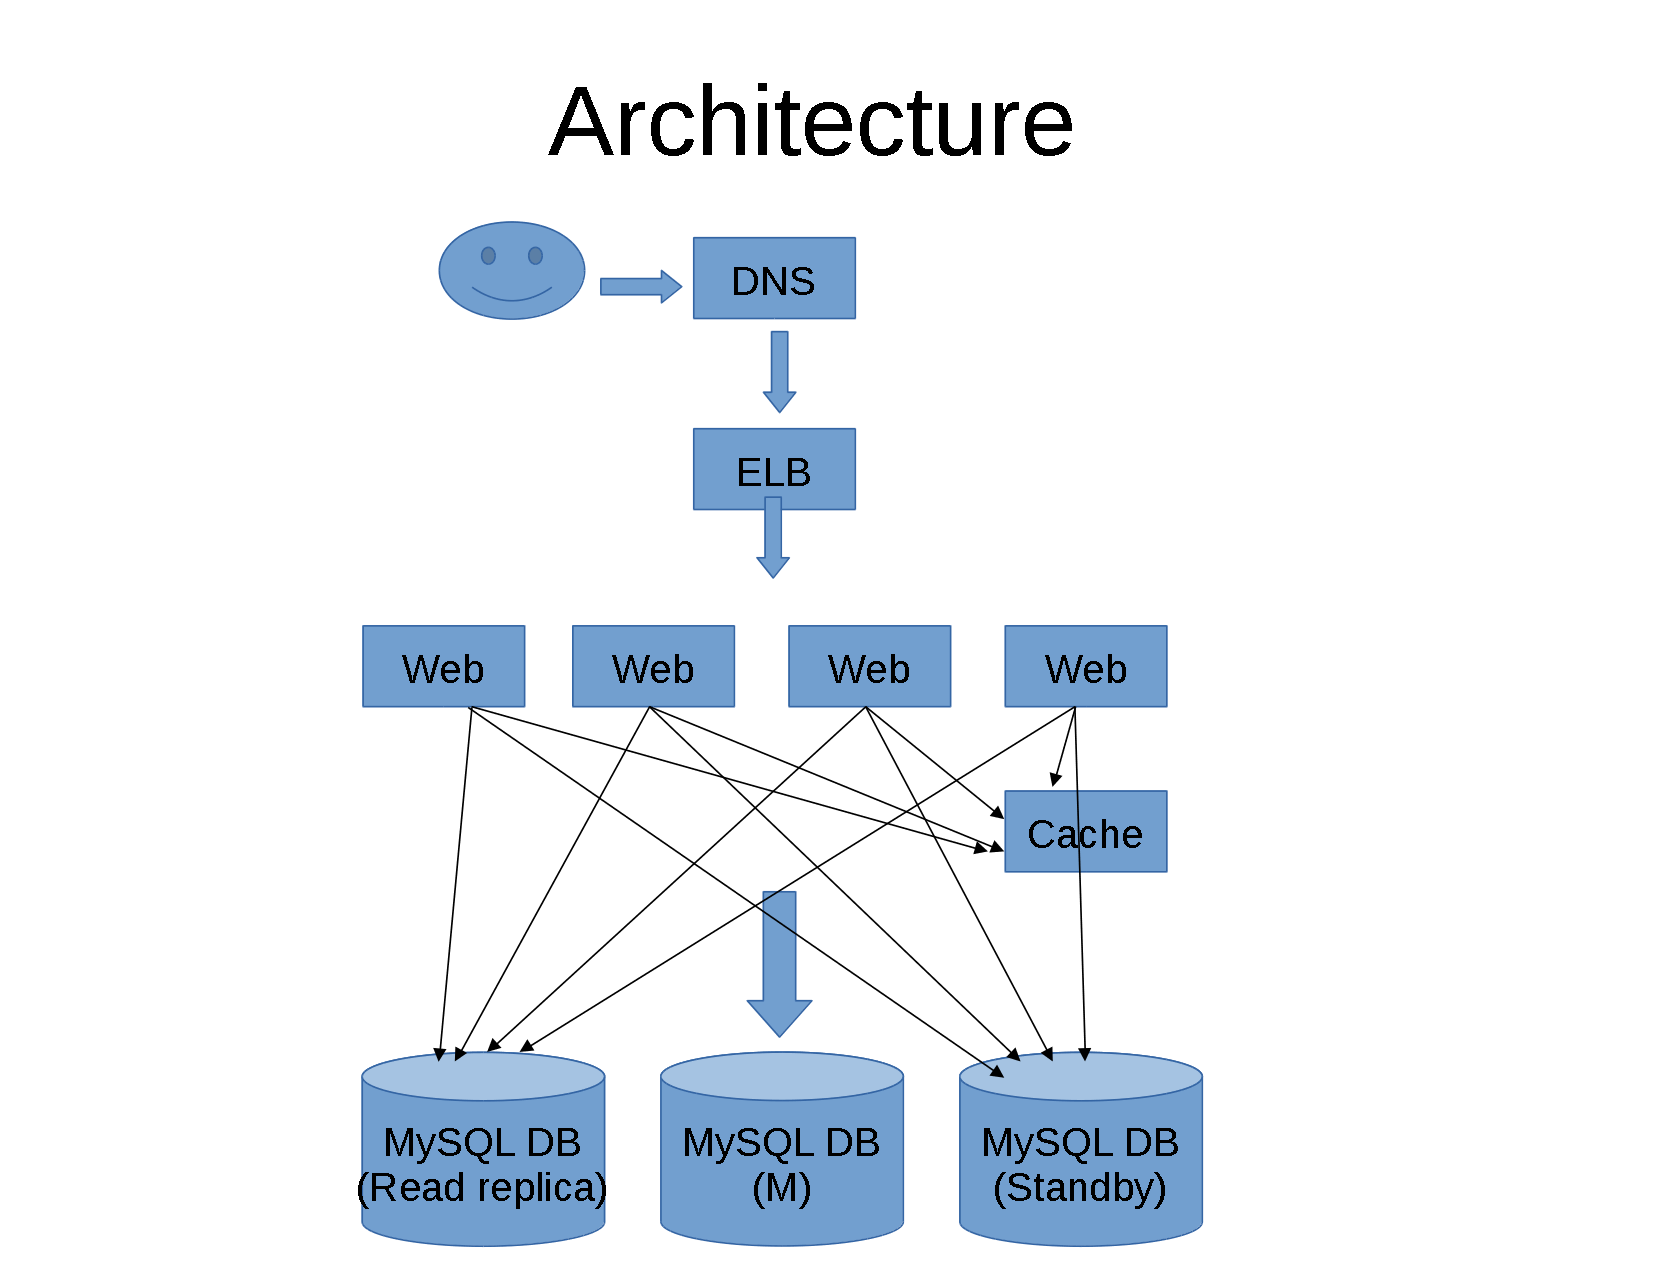 Architecture
DNS
ELB
Web
Web
Web
Web
Cache
MySQL DB
(Read replica)
MySQL DB
(M)
MySQL DB
(Standby)